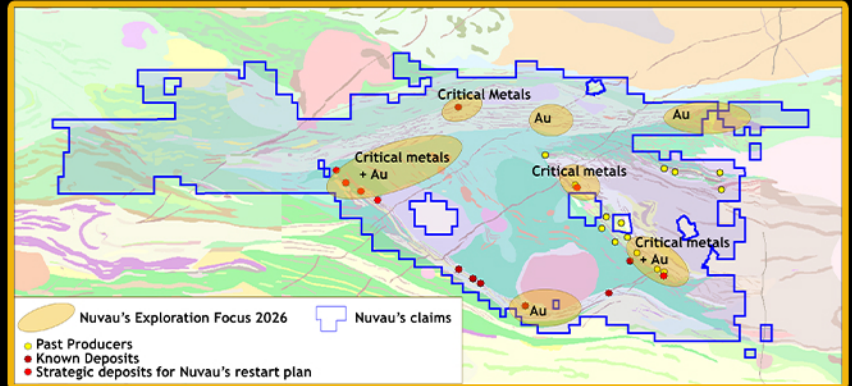 Critical Metals
Au
Au
Critical metals
+ Au
Critical metals
Critical metals
+ Au
Au
Nuvau's Exploration Focus 2026
Nuvau's claims
Past Producers
Known Deposits
Strategic deposits for Nuvau's restart plan